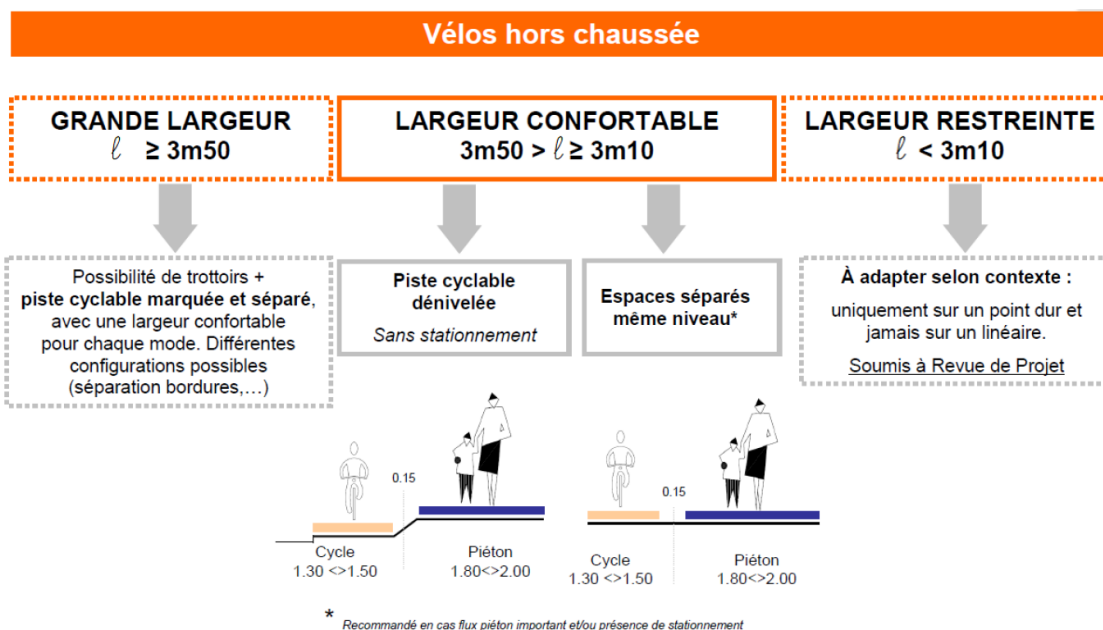 Vélos hors chaussée
GRANDE LARGEUR
ℓ ≥ 3m50
LARGEUR CONFORTABLE
3m50 > ℓ ≥ 3m10
LARGEUR RESTREINTE
ℓ < 3m10
Possibilité de trottoirs +
piste cyclable marquée et séparé,
avec une largeur confortable
pour chaque mode. Différentes
configurations possibles
(séparation bordures,…)
Piste cyclable
dénivelée
Sans stationnement
Espaces séparés
même niveau*
À adapter selon contexte :
uniquement sur un point dur et
jamais sur un linéaire.
Soumis à Revue de Projet
0.15
Cycle
1.30 <>1.50
Piéton
1.80<>2.00
0.15
Cycle
1.30 <>1.50
Piéton
1.80<>2.00
* Recommandé en cas flux piéton important et/ou présence de stationnement